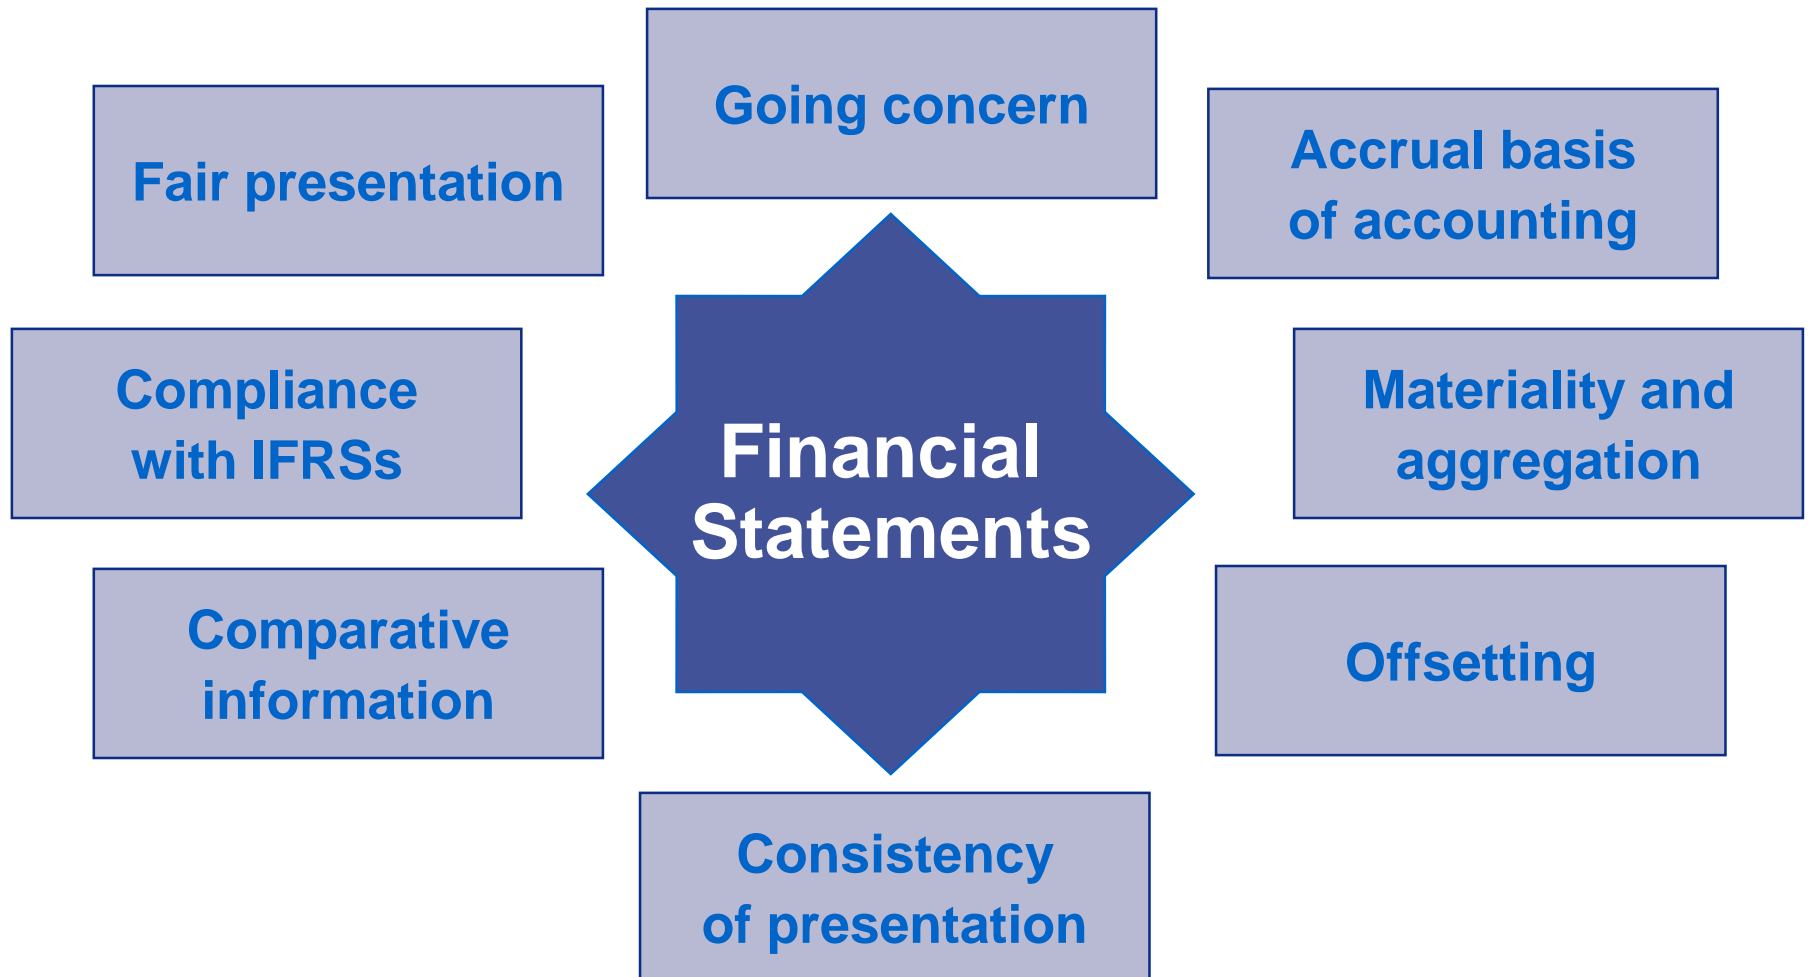 Going concern
Fair presentation
Accrual basis
of accounting
Compliance
with IFRSs
Financial
Statements
Materiality and
aggregation
Comparative
information
Offsetting
Consistency
of presentation